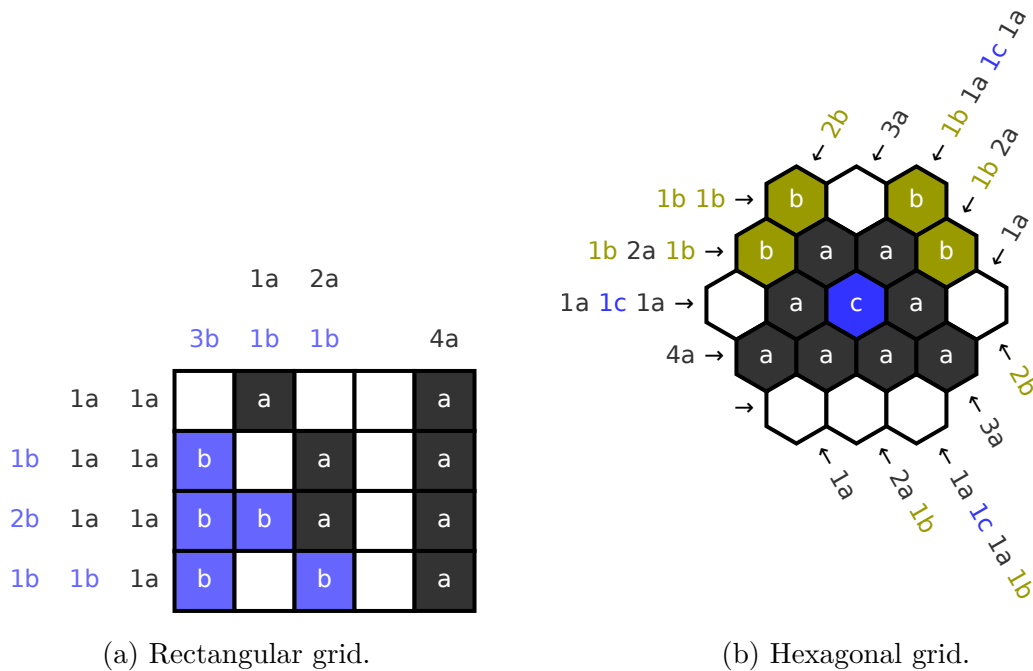 1a 2a
3b 1b 1b 4a
1a 1a a a
1b 1a 1a b a a
2b 1a 1a b b a a
1b 1b 1a b b a
(a) Rectangular grid.
2b ← 3a ← 1b 1a 1c 1a ←
1b 1b → b b
1b 2a ←
1b 2a 1b → b a a b
1a ←
1a 1c 1a → a c a
4a → a a a a
← 2b
→
← 3a
← 1a ← 2a 1b ← 1a 1c 1a 1b
(b) Hexagonal grid.